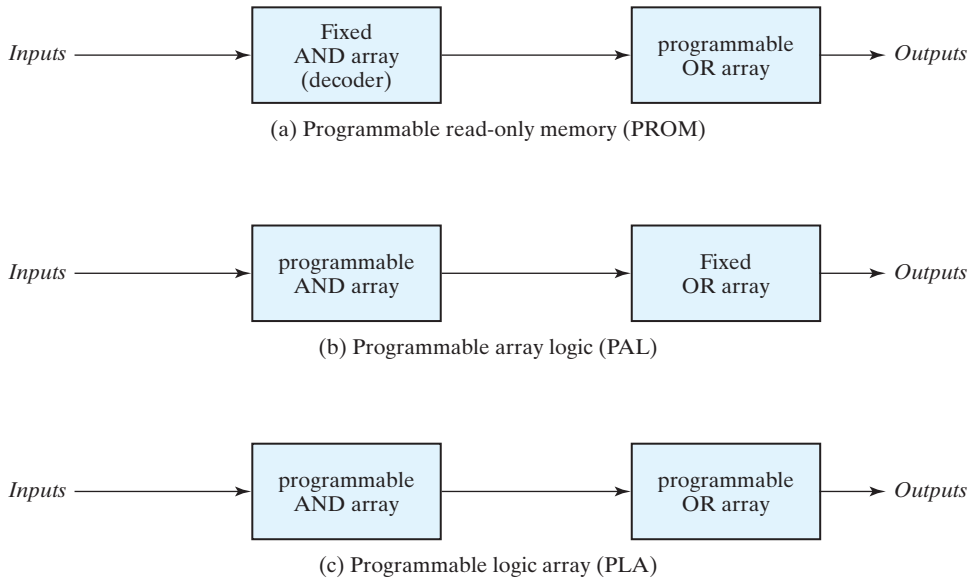 Inputs
Fixed
AND array
(decoder)
programmable
OR array
Outputs
(a) Programmable read-only memory (PROM)
Inputs
programmable
AND array
Fixed
OR array
Outputs
(b) Programmable array logic (PAL)
Inputs
programmable
AND array
programmable
OR array
Outputs
(c) Programmable logic array (PLA)